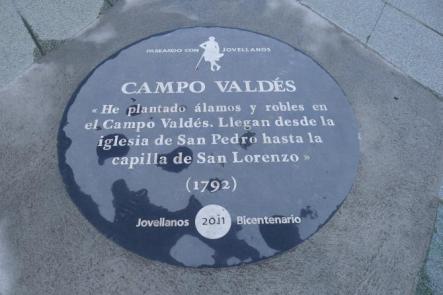 PASEANDO CON JOVELLANOS
CAMPO VALDÉS
« He plantado álamos y robles en
el Campo Valdés. Llegan desde la
iglesia de San Pedro hasta la
capilla de San Lorenzo »
(1792)
Jovellanos 2011 Bicentenario